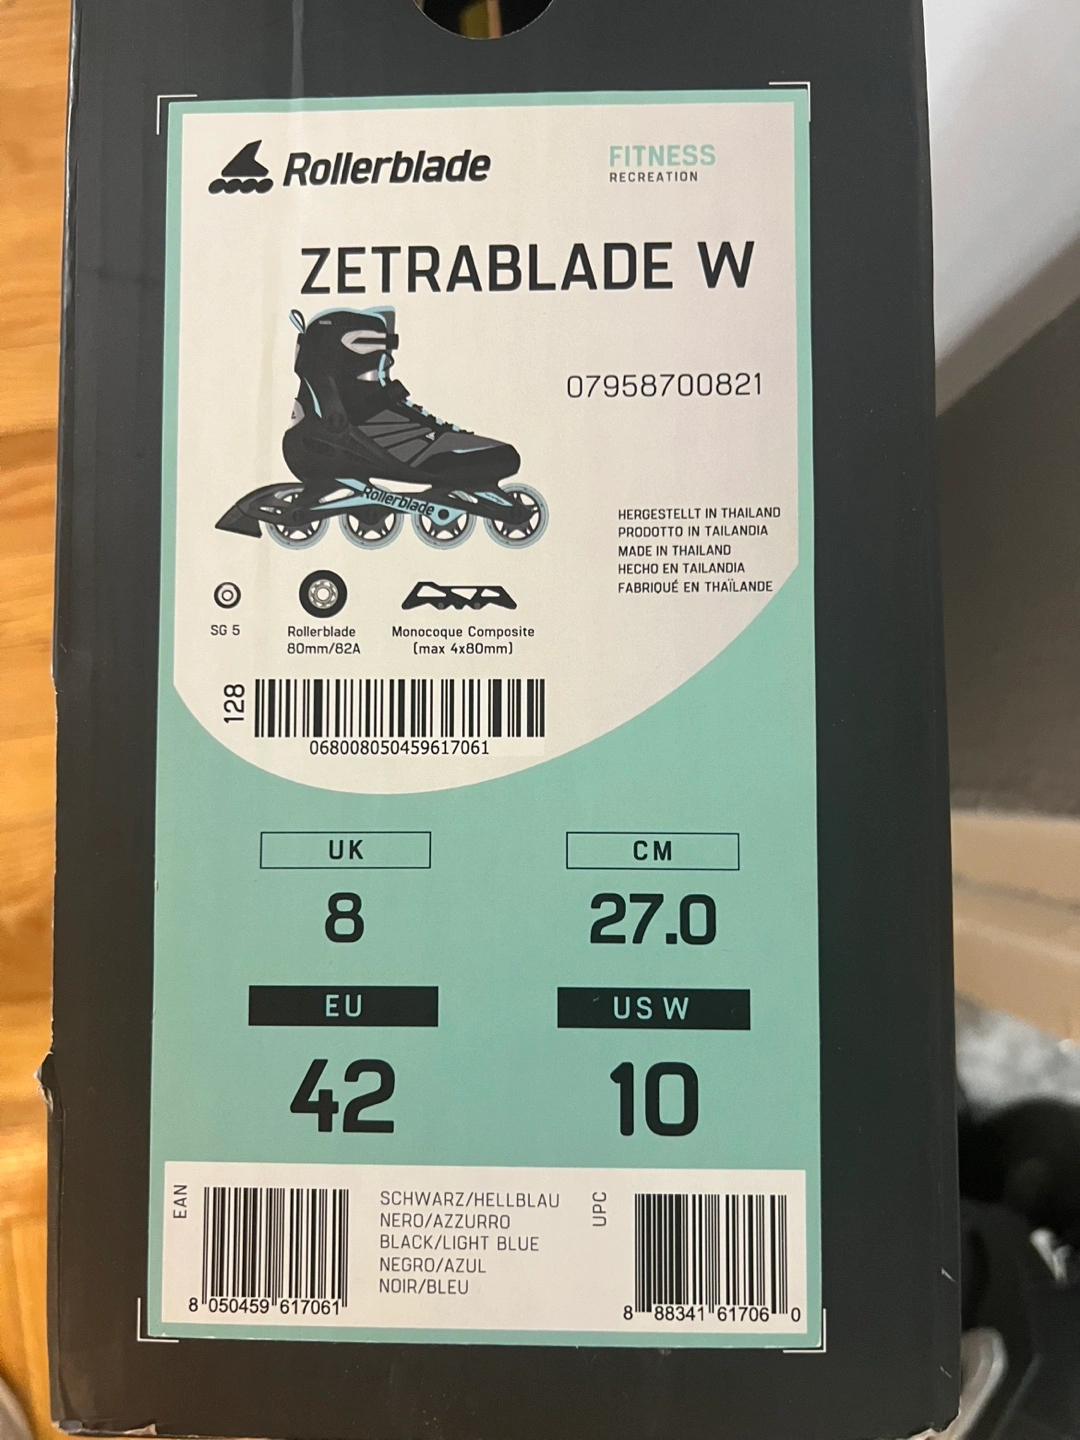 Rollerblade
FITNESS
RECREATION
ZETRABLADE W
07958700821
Rollerblade
HERGESTELLT IN THAILAND
PRODOTTO IN TAILANDIA
MADE IN THAILAND
HECHO EN TAILANDIA
FABRIQUÉ EN THAÏLANDE
SG 5
Rollerblade
80mm/82A
Monocoque Composite
(max 4x80mm)
128
068008050459617061
UK
8
CM
27.0
EU
42
US W
10
EAN
8 050459 617061
SCHWARZ/HELLBLAU
NERO/AZZURRO
BLACK/LIGHT BLUE
NEGRO/AZUL
NOIR/BLEU
UPC
8 88341 61706 0